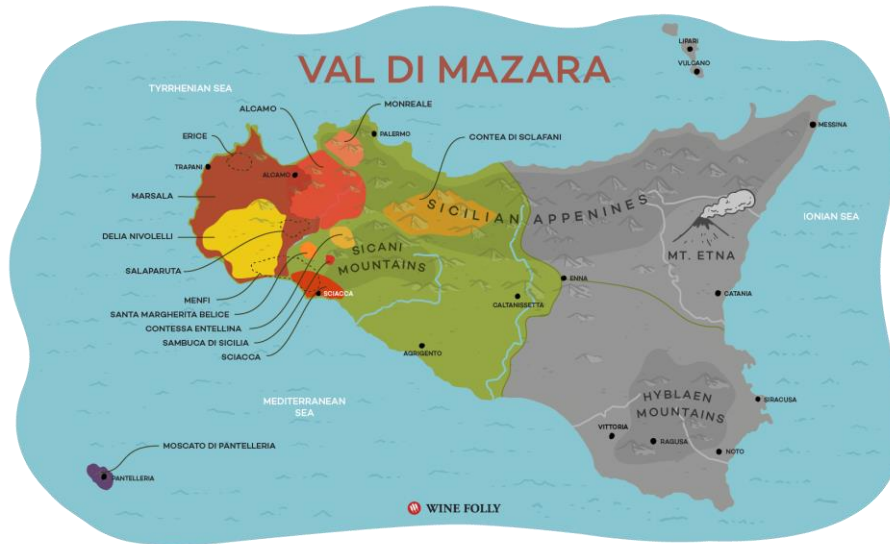 VAL DI MAZARA
LIPARI
VULCANO
TYRRHENIAN SEA
ALCAMO
MONREALE
ERICE
PALERMO
CONTEA DI SCLAFANI
MESSINA
TRAPANI
ALCAMO
MARSALA
SICILIAN APPENINES
IONIAN SEA
DELIA NIVOLELLI
SICANI
MOUNTAINS
MT. ETNA
SALAPARUTA
ENNA
MENFI
SCIACCA
CALTANISSETTA
CATANIA
SANTA MARGHERITA BELICE
CONTESSA ENTELLINA
SAMBUCA DI SICILIA
SCIACCA
AGRIGENTO
MEDITERRANEAN
SEA
HYBLAEN
MOUNTAINS
SIRACUSA
VITTORIA
RAGUSA
NOTO
MOSCATO DI PANTELLERIA
PANTELLERIA
WINE FOLLY